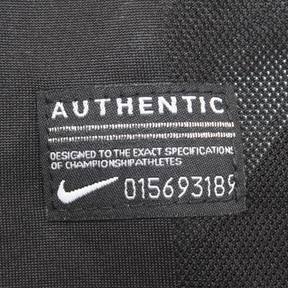 AUTHENTIC
DESIGNED TO THE EXACT SPECIFICATIONS
OF CHAMPIONSHIP ATHLETES
015693189